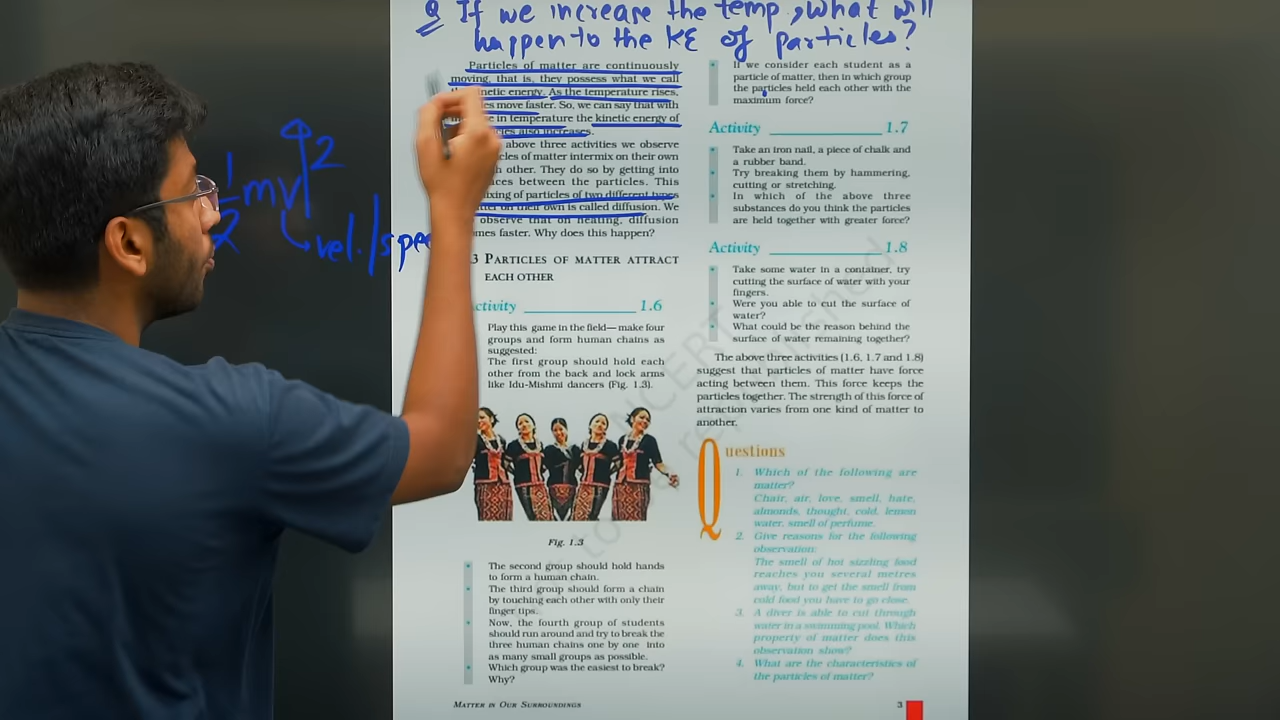 Q If we increase the temp, what will
happen to the KE of particles?
1/2 mv2
vel./spee
Particles of matter are continuously
moving, that is, they possess what we call
kinetic energy. As the temperature rises,
move faster. So, we can say that with
in temperature the kinetic energy of
also increases.
above three activities we observe
of matter intermix on their own
other. They do so by getting into
between the particles. This
of particles of two different types
on their own is called diffusion. We
observe that on heating, diffusion
faster. Why does this happen?
3 PARTICLES OF MATTER ATTRACT
EACH OTHER
ctivity ______________ 1.6
Play this game in the field— make four
groups and form human chains as
suggested:
The first group should hold each
other from the back and lock arms
like Idu-Mishmi dancers (Fig. 1.3).
Fig. 1.3
• The second group should hold hands
to form a human chain.
• The third group should form a chain
by touching each other with only their
finger tips.
• Now, the fourth group of students
should run around and try to break the
three human chains one by one into
as many small groups as possible.
• Which group was the easiest to break?
Why?
• If we consider each student as a
particle of matter, then in which group
the particles held each other with the
maximum force?
Activity ______________ 1.7
• Take an iron nail, a piece of chalk and
a rubber band.
• Try breaking them by hammering,
cutting or stretching.
• In which of the above three
substances do you think the particles
are held together with greater force?
Activity ______________ 1.8
• Take some water in a container, try
cutting the surface of water with your
fingers.
• Were you able to cut the surface of
water?
• What could be the reason behind the
surface of water remaining together?
The above three activities (1.6, 1.7 and 1.8)
suggest that particles of matter have force
acting between them. This force keeps the
particles together. The strength of this force of
attraction varies from one kind of matter to
another.
Questions
1. Which of the following are
matter?
Chair, air, love, smell, hate,
almonds, thought, cold, lemon
water, smell of perfume.
2. Give reasons for the following
observation:
The smell of hot sizzling food
reaches you several metres
away, but to get the smell from
cold food you have to go close.
3. A diver is able to cut through
water in a swimming pool. Which
property of matter does this
observation show?
4. What are the characteristics of
the particles of matter?
MATTER IN OUR SURROUNDINGS
3